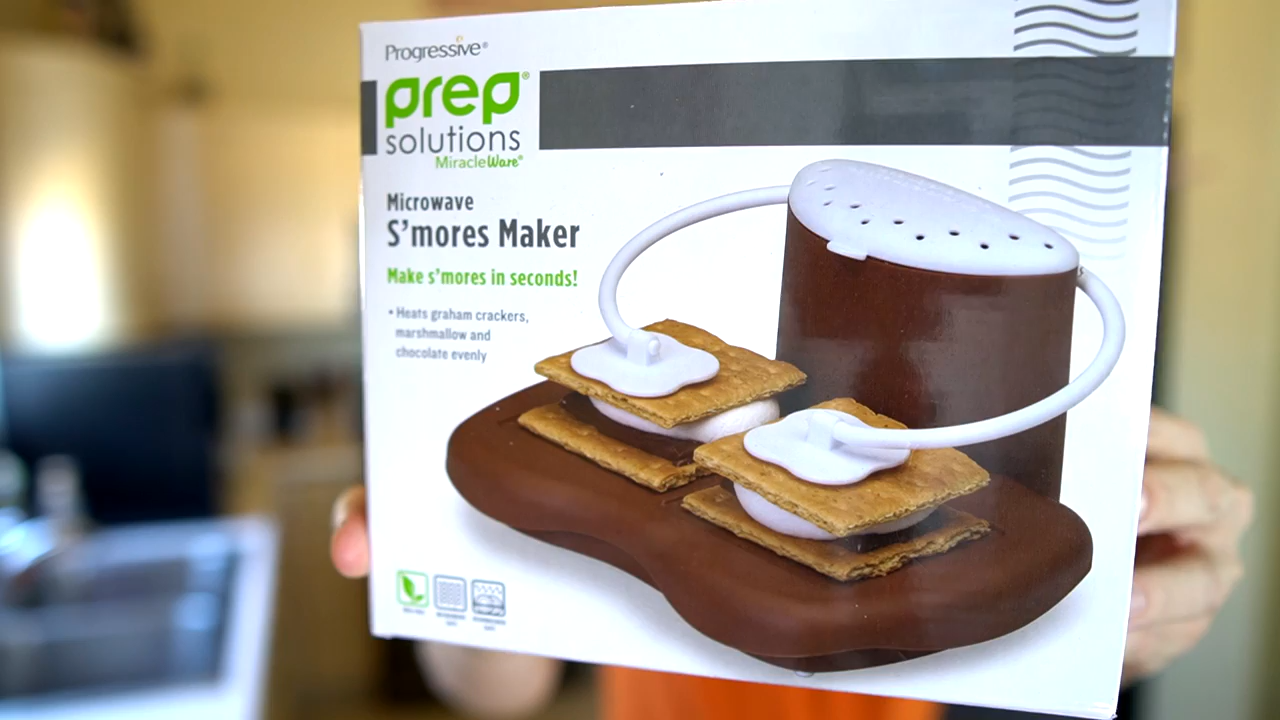 Progressive®
prep®
solutions
MiracleWare®
Microwave
S'mores Maker
Make s'mores in seconds!
• Heats graham crackers,
marshmallow and
chocolate evenly